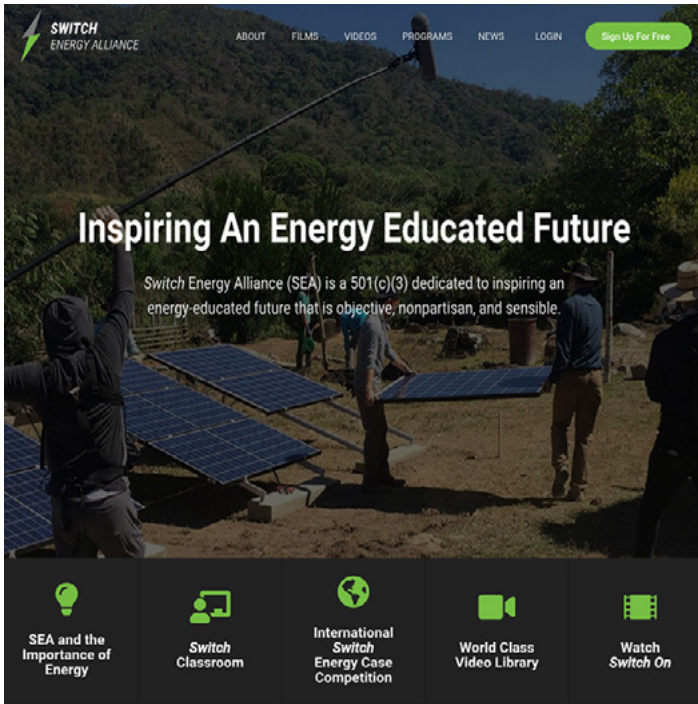 SWITCH
ENERGY ALLIANCE
ABOUT FILMS VIDEOS PROGRAMS NEWS LOGIN Sign Up For Free
Inspiring An Energy Educated Future
Switch Energy Alliance (SEA) is a 501(c)(3) dedicated to inspiring an
energy-educated future that is objective, nonpartisan, and sensible.
SEA and the
Importance of
Energy
Switch
Classroom
International
Switch
Energy Case
Competition
World Class
Video Library
Watch
Switch On